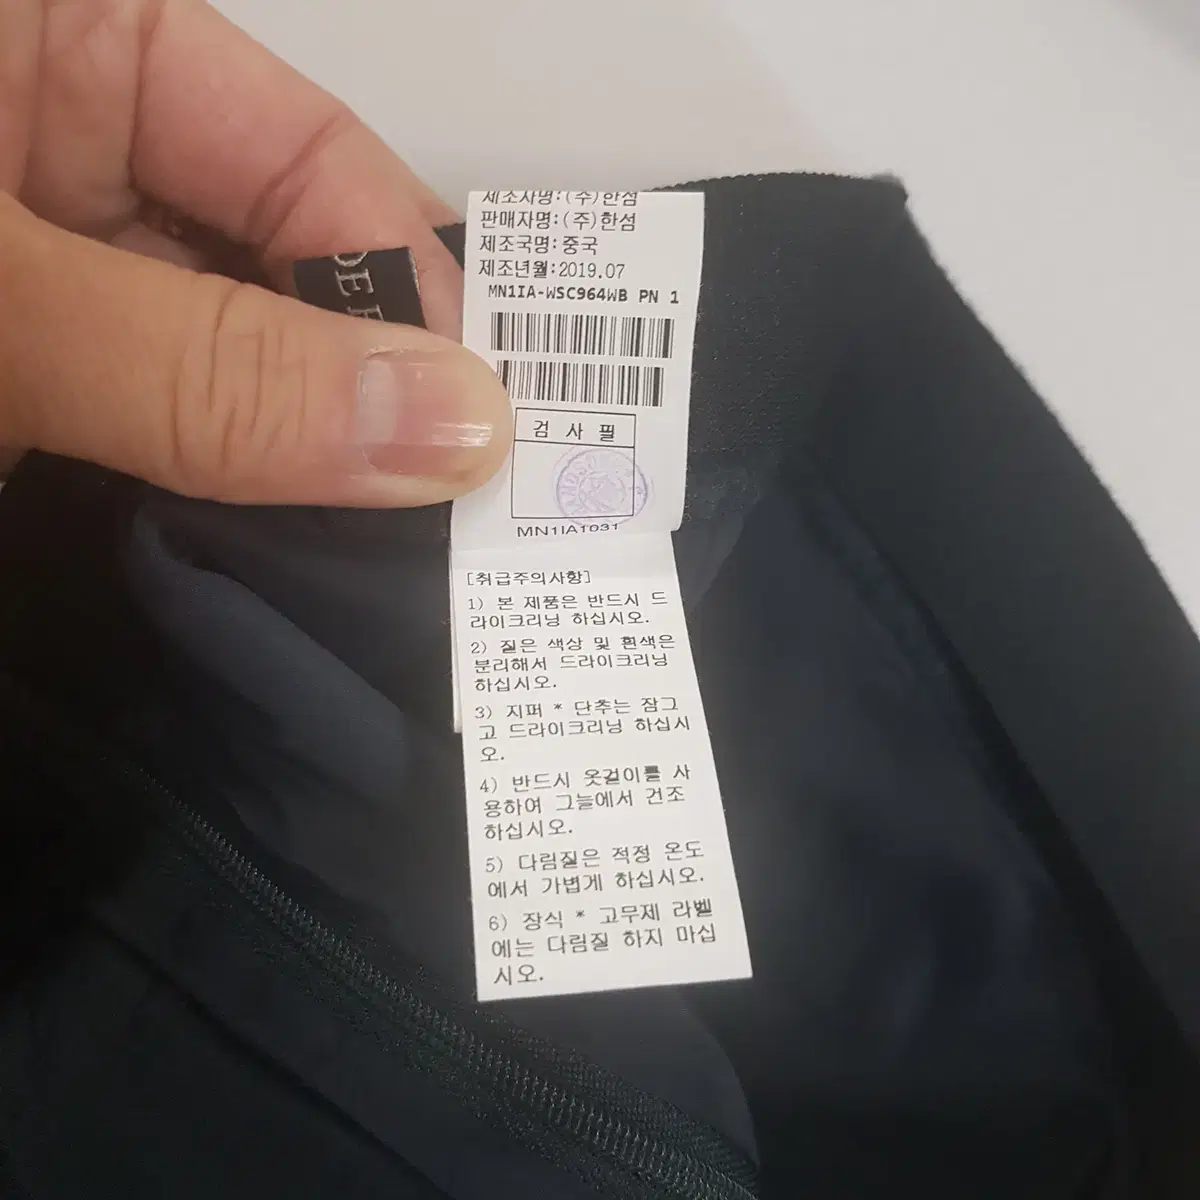 제조자명:(주)한섬
판매자명:(주)한섬
제조국명:중국
제조년월:2019.07
MN1IA-WSC964WB PN 1
검 사 필
MN1IA1031
[취급주의사항]
1) 본 제품은 반드시 드
라이크리닝 하십시오.
2) 짙은 색상 및 흰색은
분리해서 드라이크리닝
하십시오.
3) 지퍼 * 단추는 잠그
고 드라이크리닝 하십시
오.
4) 반드시 옷걸이를 사
용하여 그늘에서 건조
하십시오.
5) 다림질은 적정 온도
에서 가볍게 하십시오.
6) 장식 * 고무제 라벨
에는 다림질 하지 마십
시오.